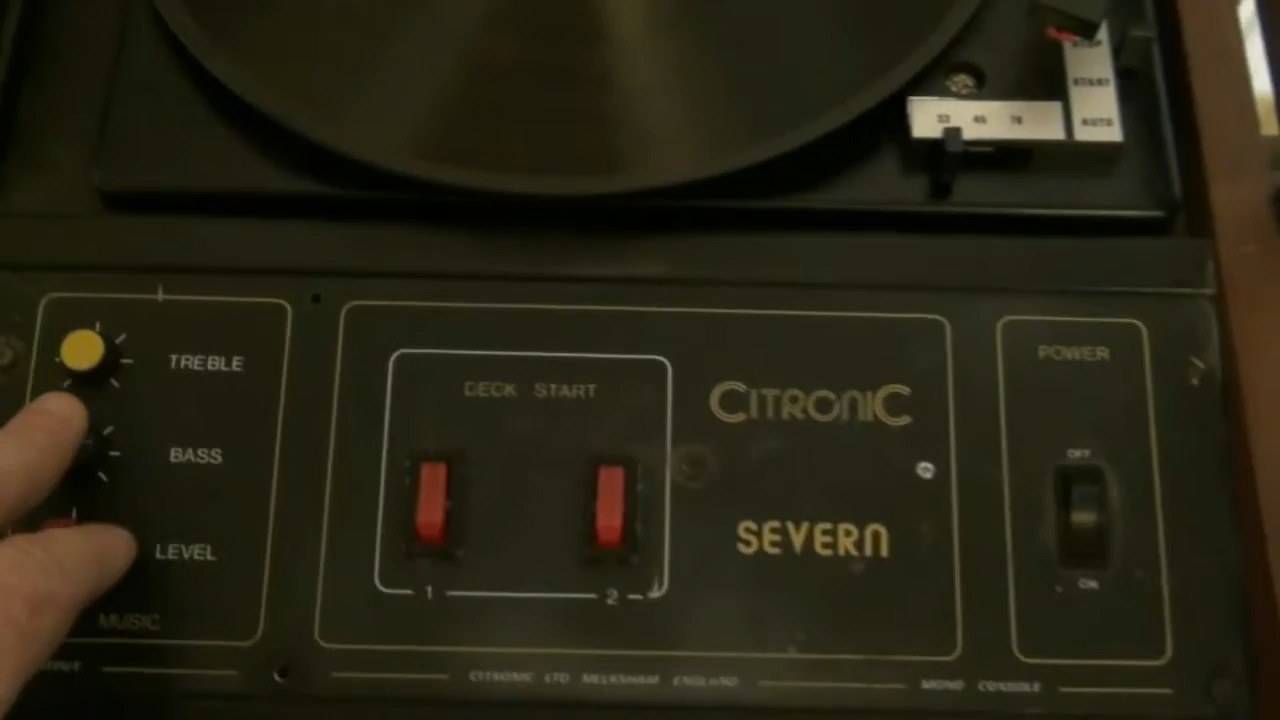 START
33 45 78
AUTO
TREBLE
BASS
LEVEL
MUSIC
DECK START
1
2
CITRONIC
SEVERN
POWER
OFF
ON
CITRONIC LTD MELKSHAM ENGLAND
MONO CONSOLE